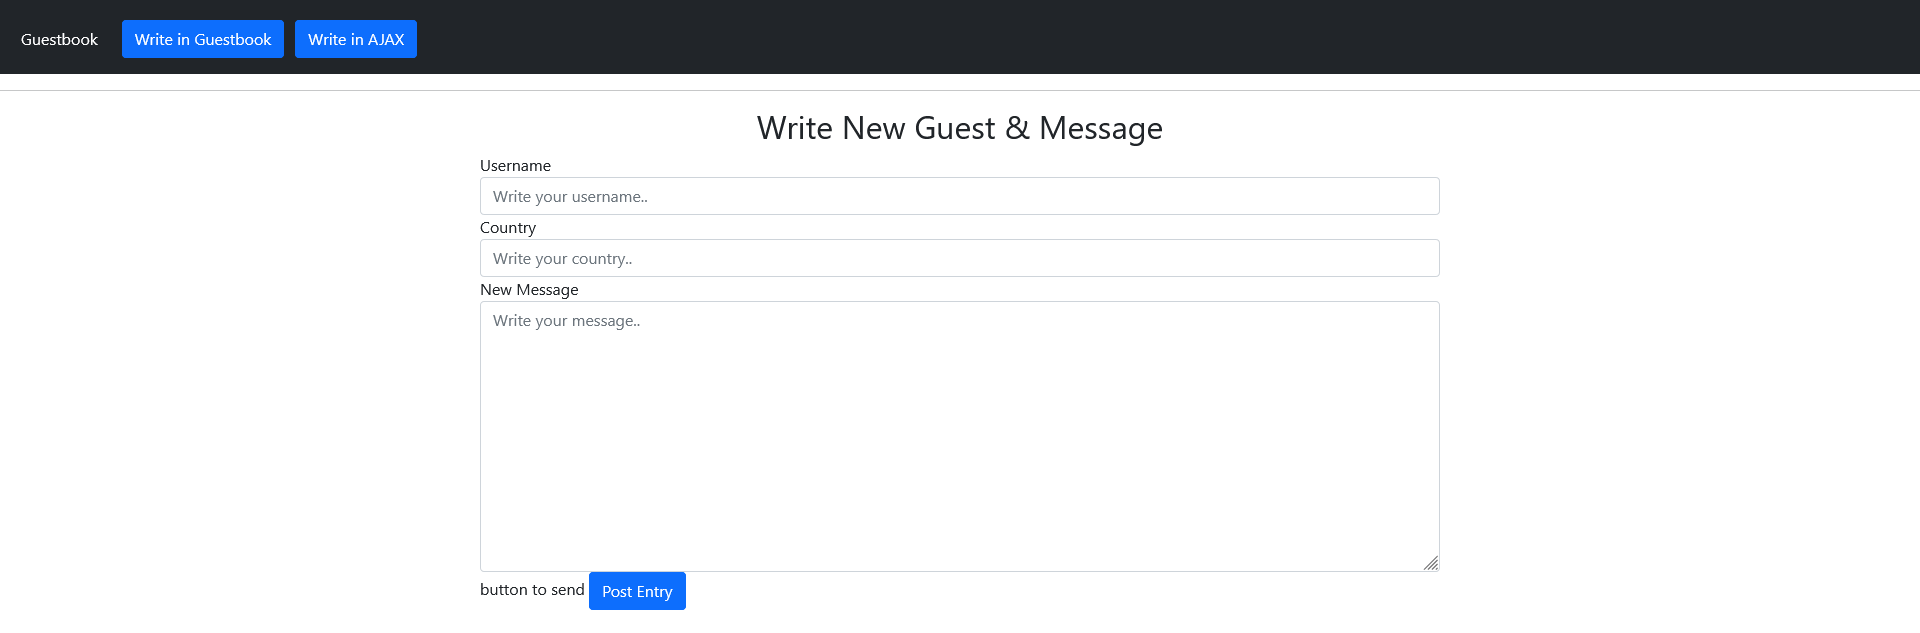 Guestbook Write in Guestbook Write in AJAX
Write New Guest & Message
Username
Write your username..
Country
Write your country..
New Message
Write your message..
button to send Post Entry